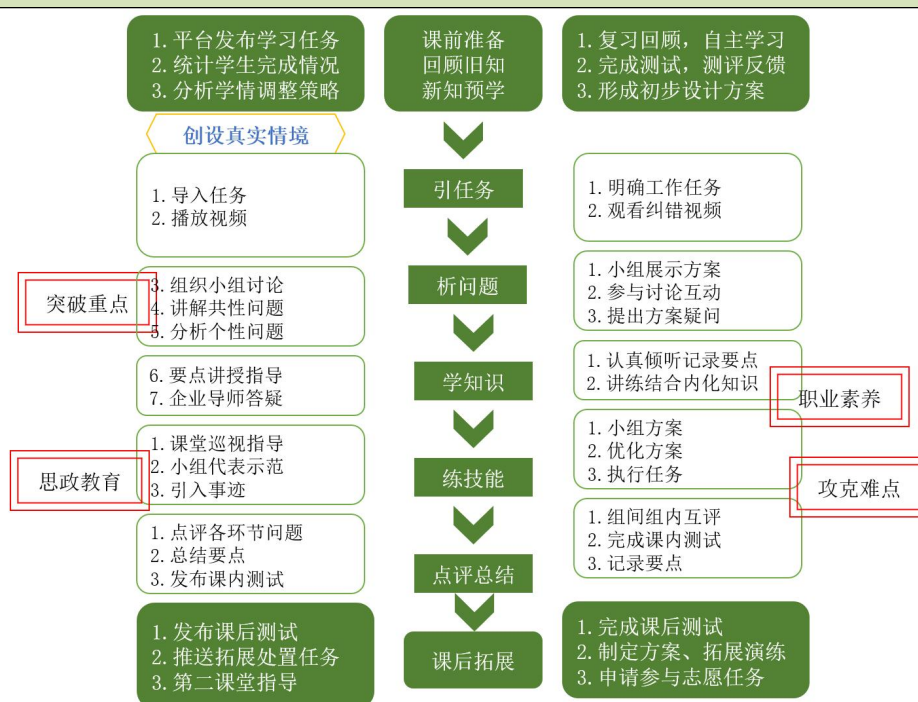 1. 平台发布学习任务
2. 统计学生完成情况
3. 分析学情调整策略
课前准备
回顾旧知
新知预学
1. 复习回顾，自主学习
2. 完成测试，测评反馈
3. 形成初步设计方案
创设真实情境
1. 导入任务
2. 播放视频
引任务
1. 明确工作任务
2. 观看纠错视频
突破重点
3. 组织小组讨论
4. 讲解共性问题
5. 分析个性问题
析问题
1. 小组展示方案
2. 参与讨论互动
3. 提出方案疑问
6. 要点讲授指导
7. 企业导师答疑
学知识
1. 认真倾听记录要点
2. 讲练结合内化知识
职业素养
思政教育
1. 课堂巡视指导
2. 小组代表示范
3. 引入事迹
练技能
1. 小组方案
2. 优化方案
3. 执行任务
攻克难点
1. 点评各环节问题
2. 总结要点
3. 发布课内测试
点评总结
1. 组间组内互评
2. 完成课内测试
3. 记录要点
1. 发布课后测试
2. 推送拓展处置任务
3. 第二课堂指导
课后拓展
1. 完成课后测试
2. 制定方案、拓展演练
3. 申请参与志愿任务